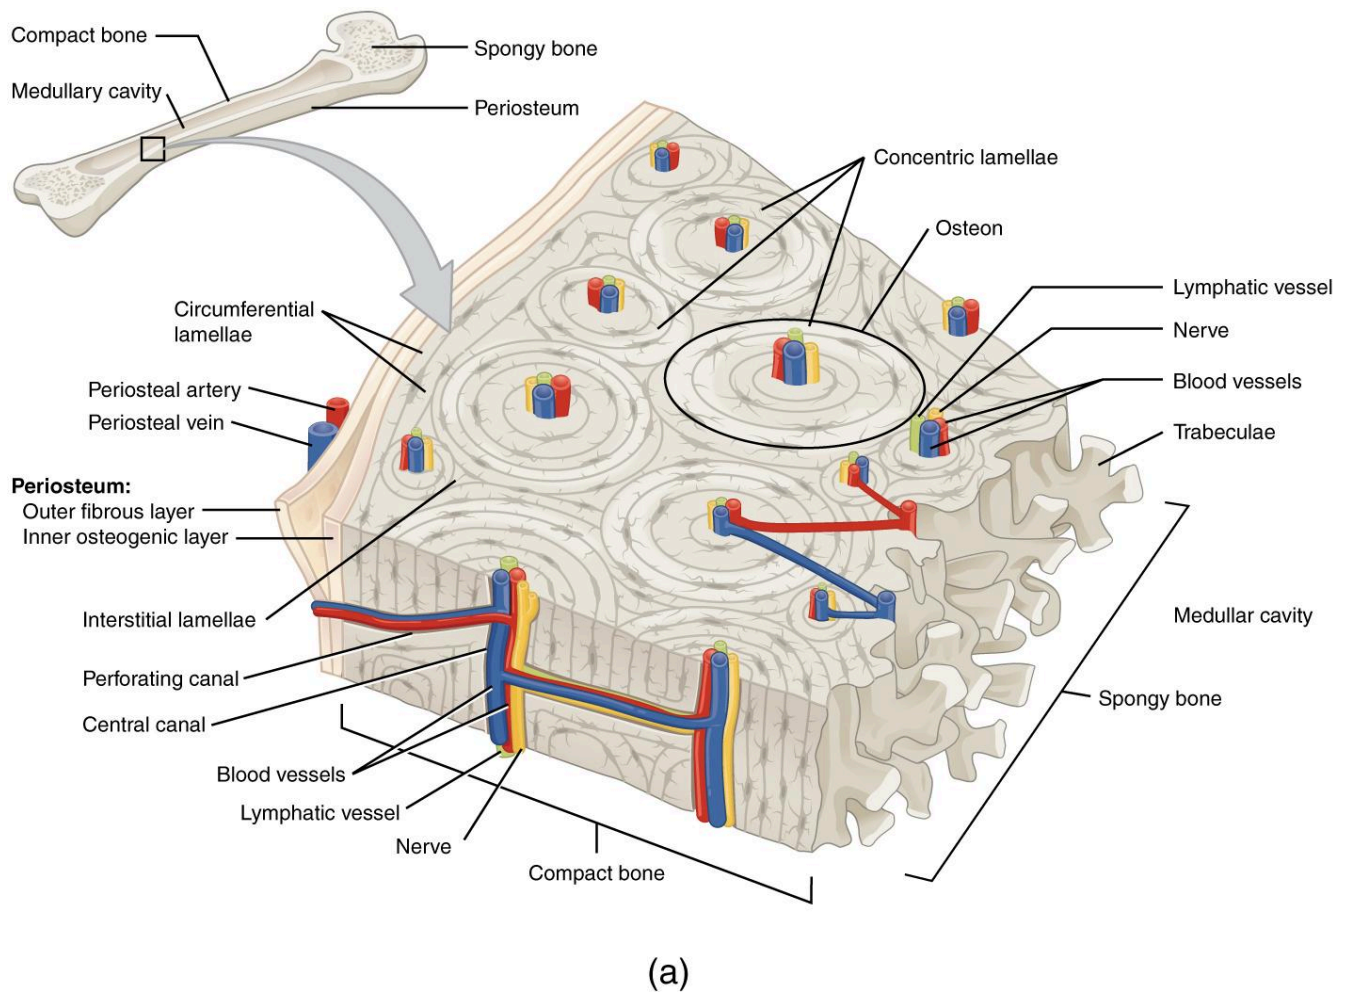 Compact bone
Medullary cavity
Spongy bone
Periosteum
Concentric lamellae
Osteon
Lymphatic vessel
Nerve
Blood vessels
Trabeculae
Circumferential
lamellae
Periosteal artery
Periosteal vein
Periosteum:
Outer fibrous layer
Inner osteogenic layer
Interstitial lamellae
Perforating canal
Central canal
Blood vessels
Lymphatic vessel
Nerve
Compact bone
Medullar cavity
Spongy bone
(a)